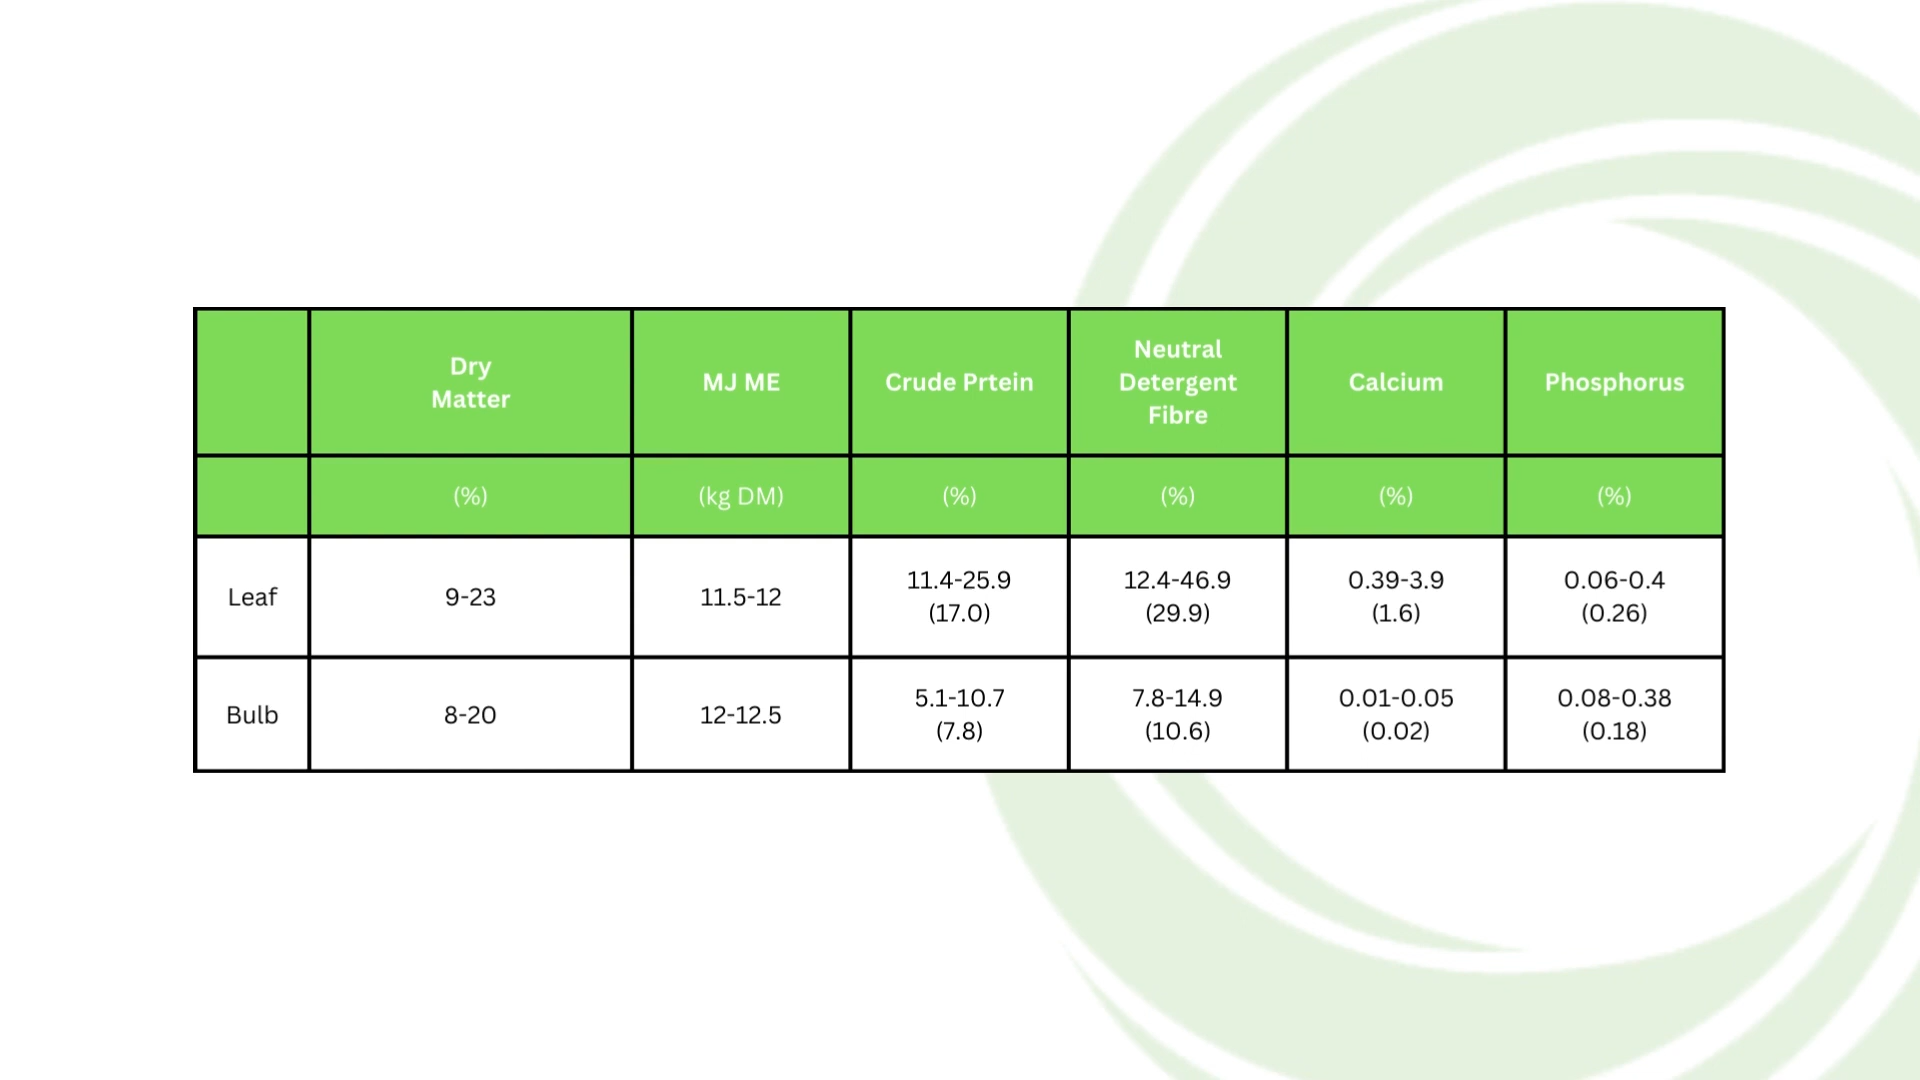 Dry
Matter
MJ ME
Crude Prtein
Neutral
Detergent
Fibre
Calcium
Phosphorus
(%)
(kg DM)
(%)
(%)
(%)
(%)
Leaf
9-23
11.5-12
11.4-25.9
(17.0)
12.4-46.9
(29.9)
0.39-3.9
(1.6)
0.06-0.4
(0.26)
Bulb
8-20
12-12.5
5.1-10.7
(7.8)
7.8-14.9
(10.6)
0.01-0.05
(0.02)
0.08-0.38
(0.18)